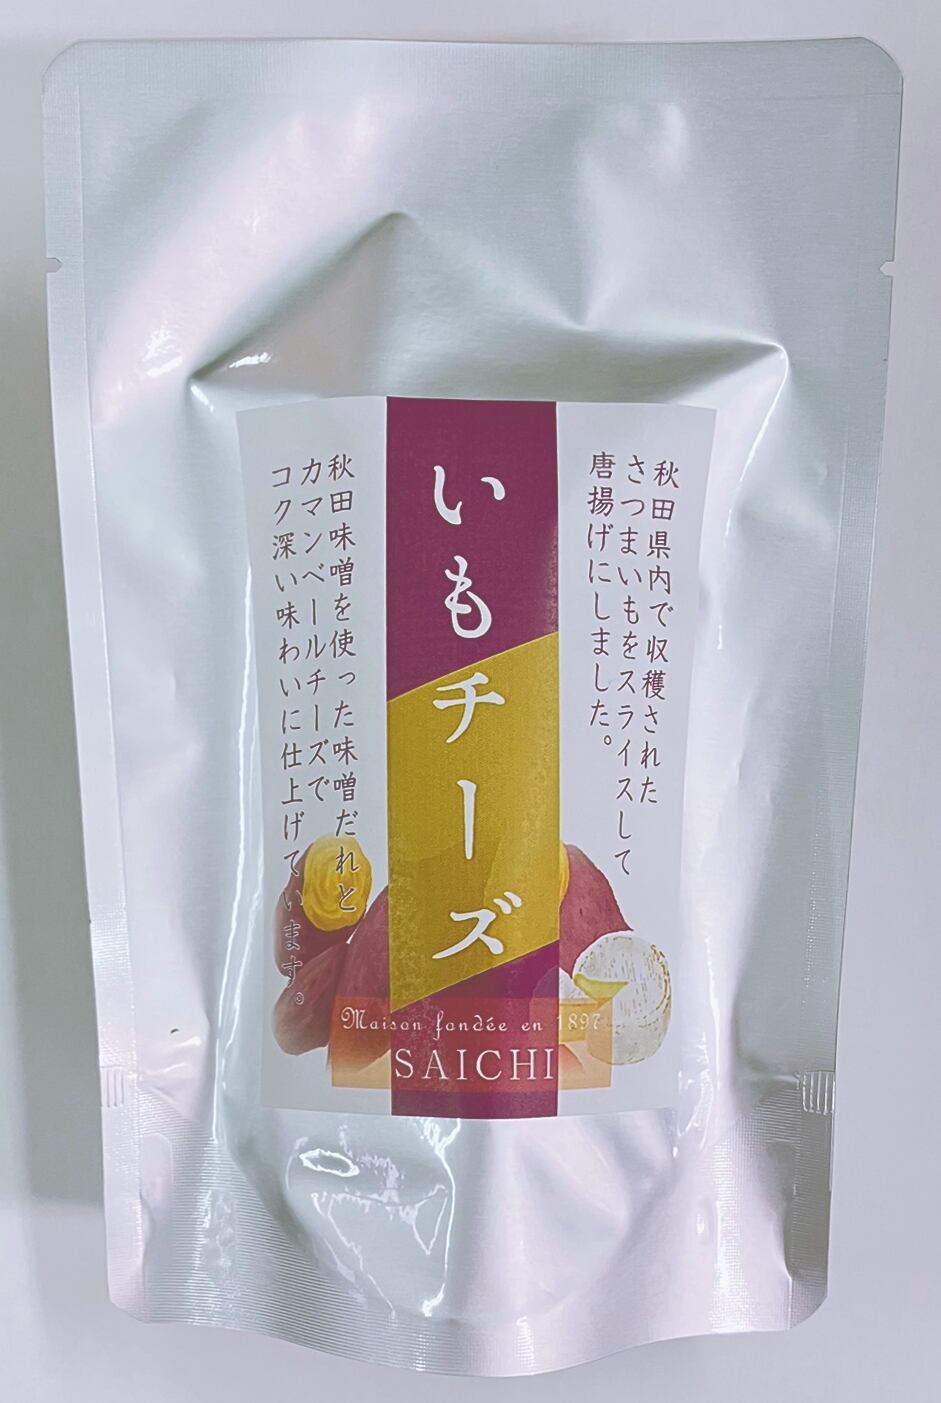 秋田県内で収穫された
さつまいもをスライスして
唐揚げにしました。
いもチーズ
秋田味噌を使った味噌だれと
カマンベールチーズで
コク深い味わいに仕上げています。
Maison fondée en 1897
SAICHI